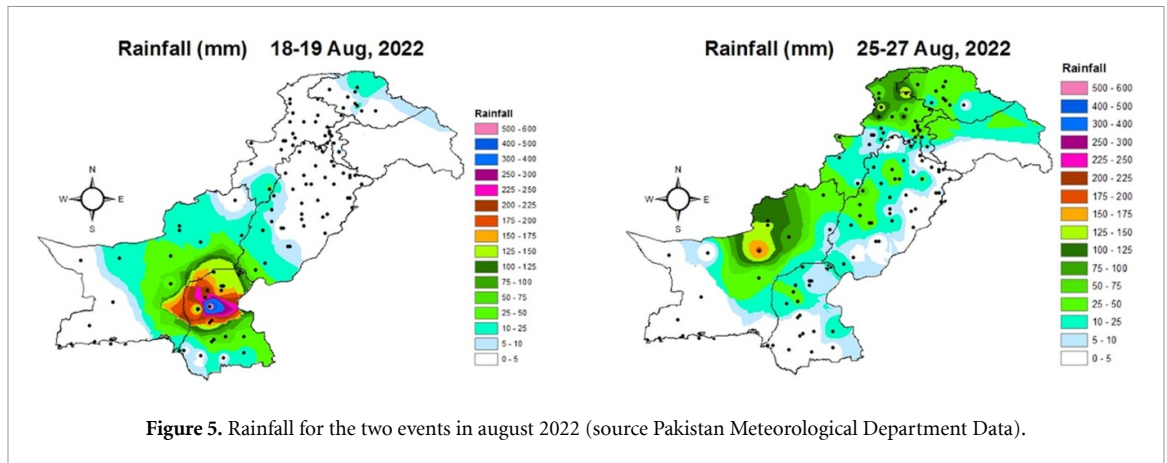 Rainfall (mm) 18-19 Aug, 2022
Rainfall
500 - 600
400 - 500
300 - 400
250 - 300
225 - 250
200 - 225
175 - 200
150 - 175
125 - 150
100 - 125
75 - 100
50 - 75
25 - 50
10 - 25
5 - 10
0 - 5
N
W E
S
Rainfall (mm) 25-27 Aug, 2022
Rainfall
500 - 600
400 - 500
300 - 400
250 - 300
225 - 250
200 - 225
175 - 200
150 - 175
125 - 150
100 - 125
75 - 100
50 - 75
25 - 50
10 - 25
5 - 10
0 - 5
N
W E
S
Figure 5. Rainfall for the two events in august 2022 (source Pakistan Meteorological Department Data).